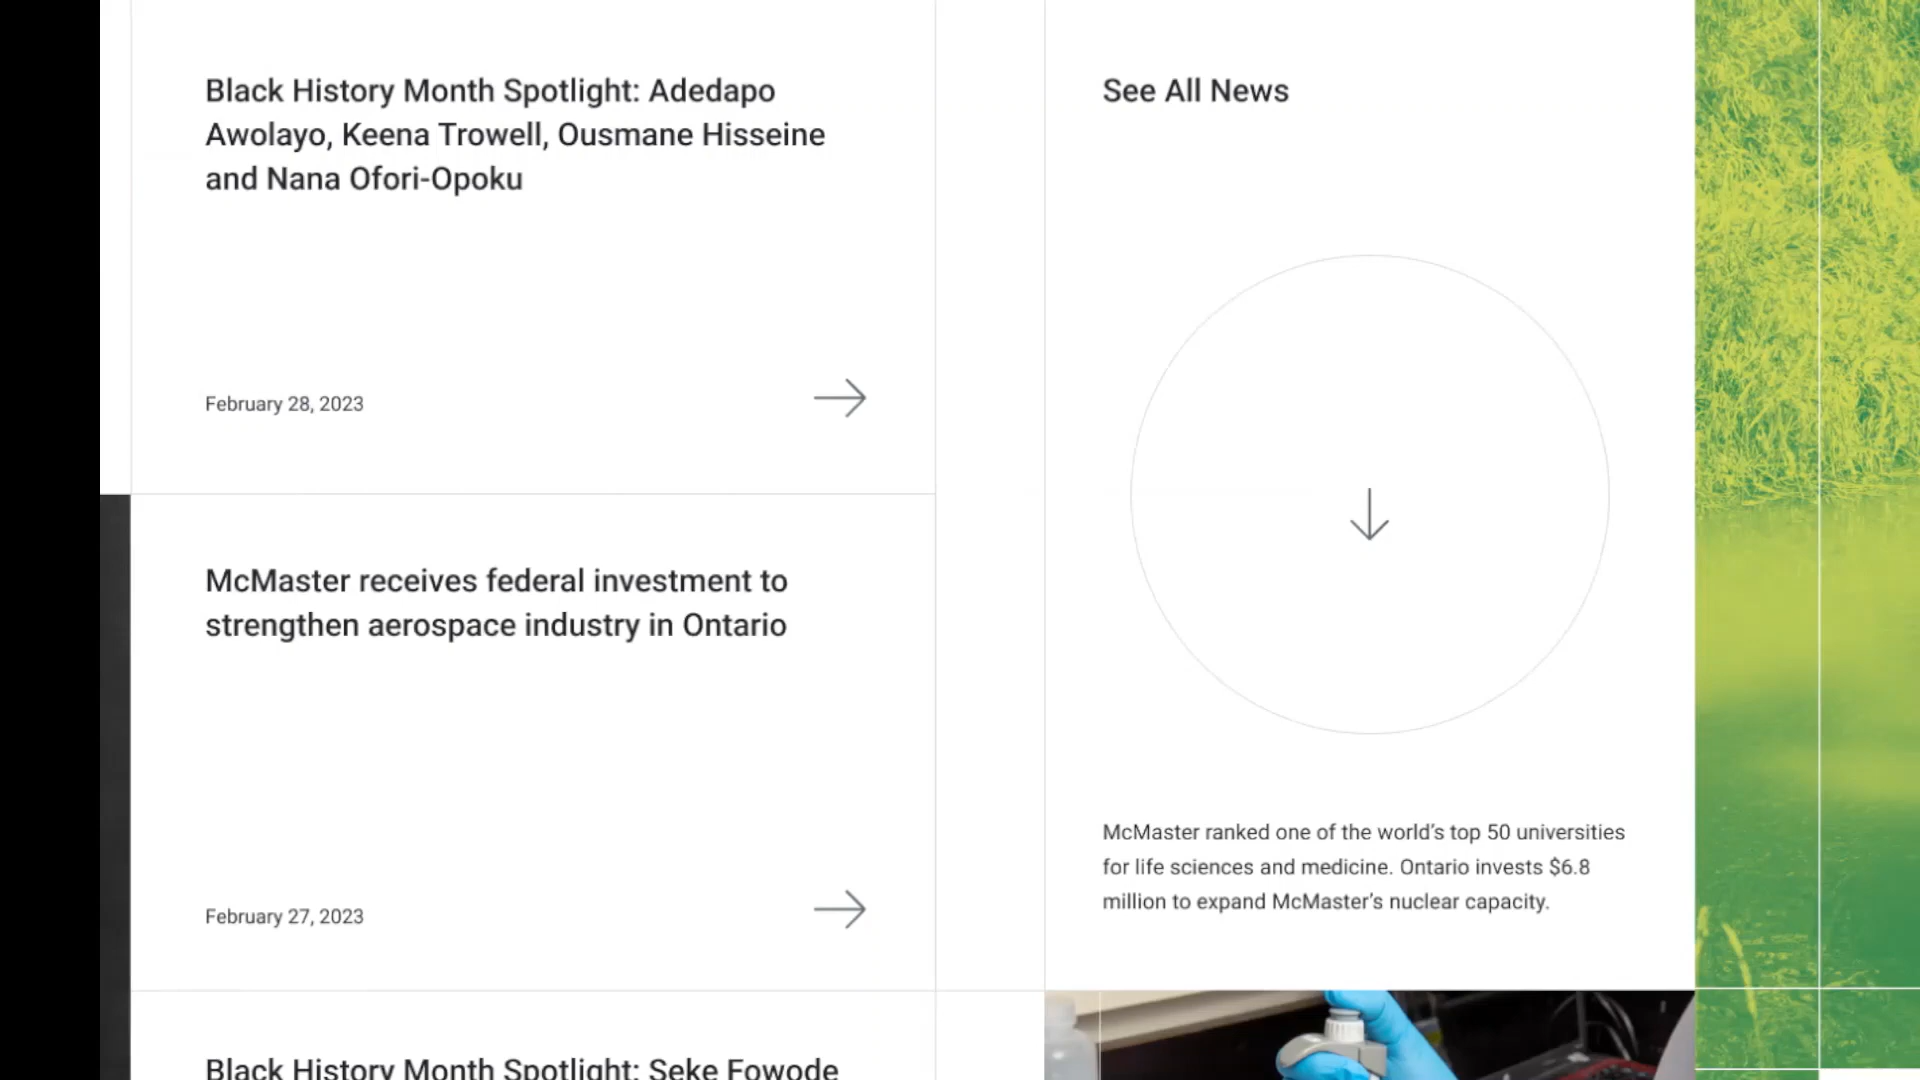 Black History Month Spotlight: Adedapo
Awolayo, Keena Trowell, Ousmane Hisseine
and Nana Ofori-Opoku
February 28, 2023
McMaster receives federal investment to
strengthen aerospace industry in Ontario
February 27, 2023
Black History Month Spotlight: Seke Fowode
See All News
McMaster ranked one of the world’s top 50 universities
for life sciences and medicine. Ontario invests $6.8
million to expand McMaster’s nuclear capacity.